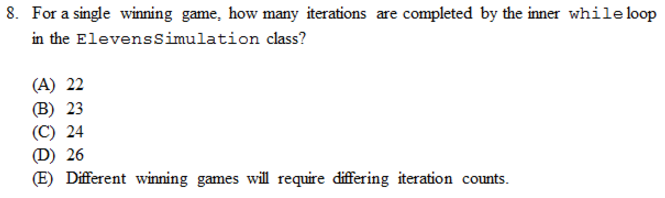 8. For a single winning game, how many iterations are completed by the inner while loop
in the ElevensSimulation class?
(A) 22
(B) 23
(C) 24
(D) 26
(E) Different winning games will require differing iteration counts.